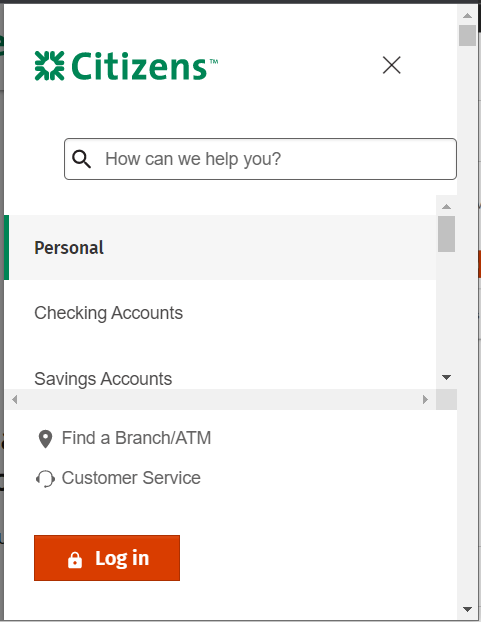 Citizens™
How can we help you?
Personal
Checking Accounts
Savings Accounts
Find a Branch/ATM
Customer Service
Log in